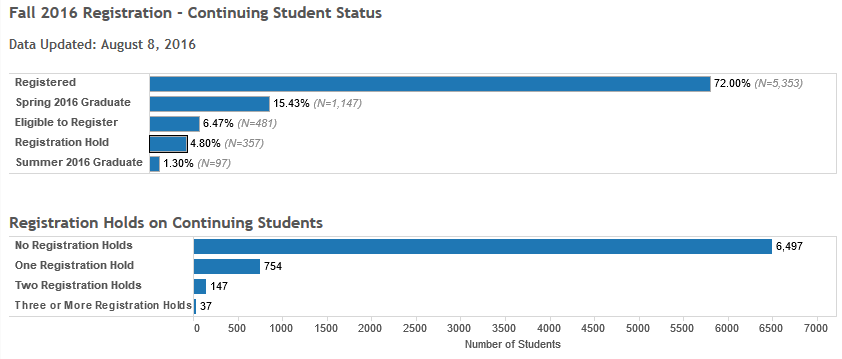 Fall 2016 Registration - Continuing Student Status
Data Updated: August 8, 2016
Registered 72.00% (N=5,353)
Spring 2016 Graduate 15.43% (N=1,147)
Eligible to Register 6.47% (N=481)
Registration Hold 4.80% (N=357)
Summer 2016 Graduate 1.30% (N=97)
Registration Holds on Continuing Students
No Registration Holds 6,497
One Registration Hold 754
Two Registration Holds 147
Three or More Registration Holds 37
0 500 1000 1500 2000 2500 3000 3500 4000 4500 5000 5500 6000 6500 7000
Number of Students